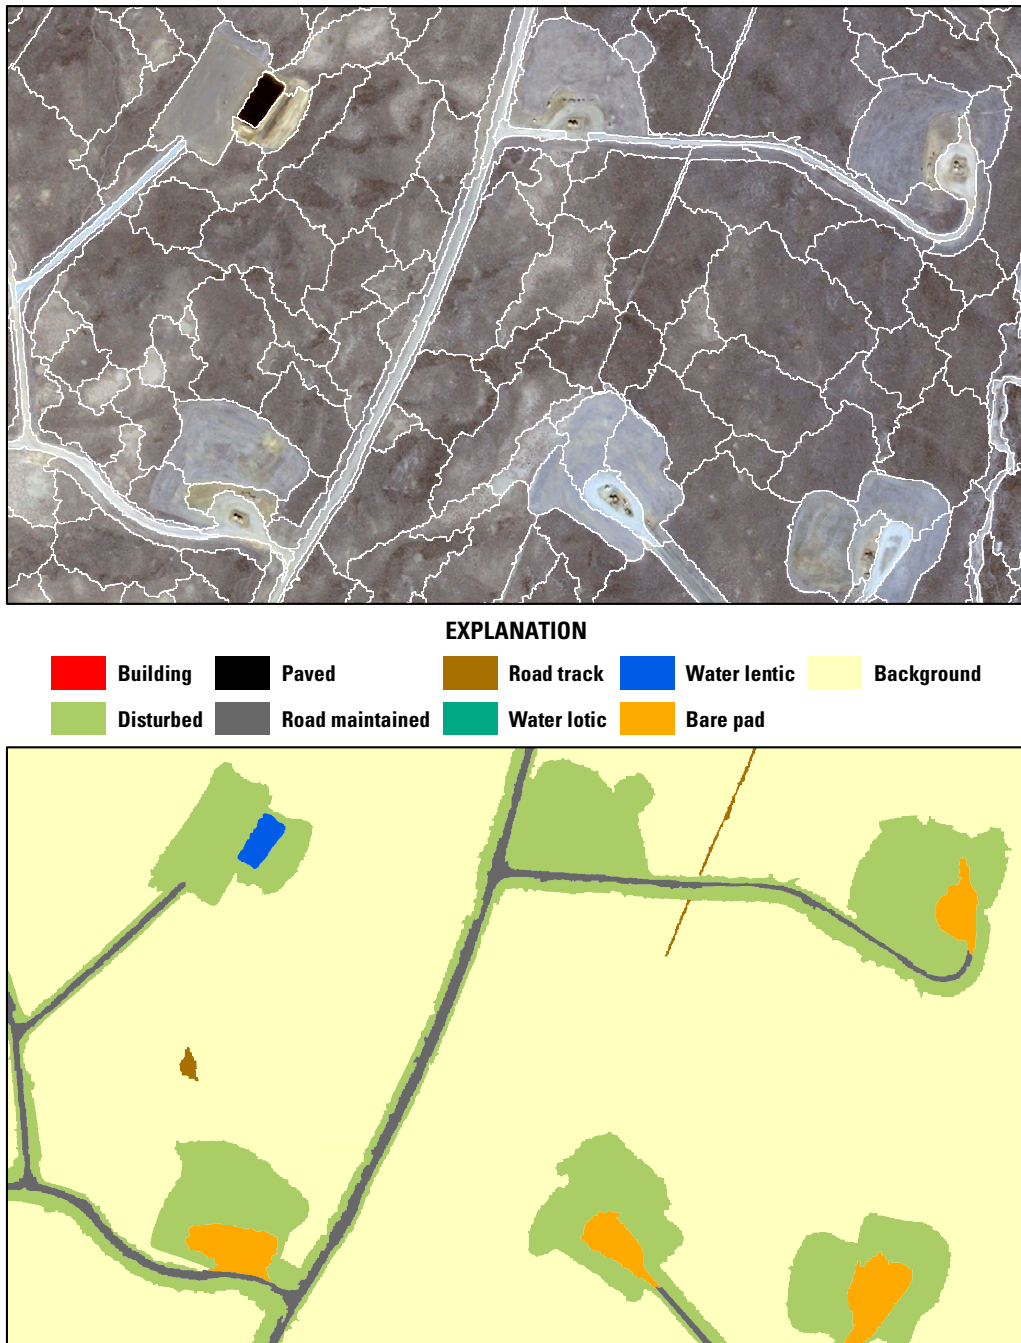 EXPLANATION
Building Paved Road track Water lentic Background
Disturbed Road maintained Water lotic Bare pad